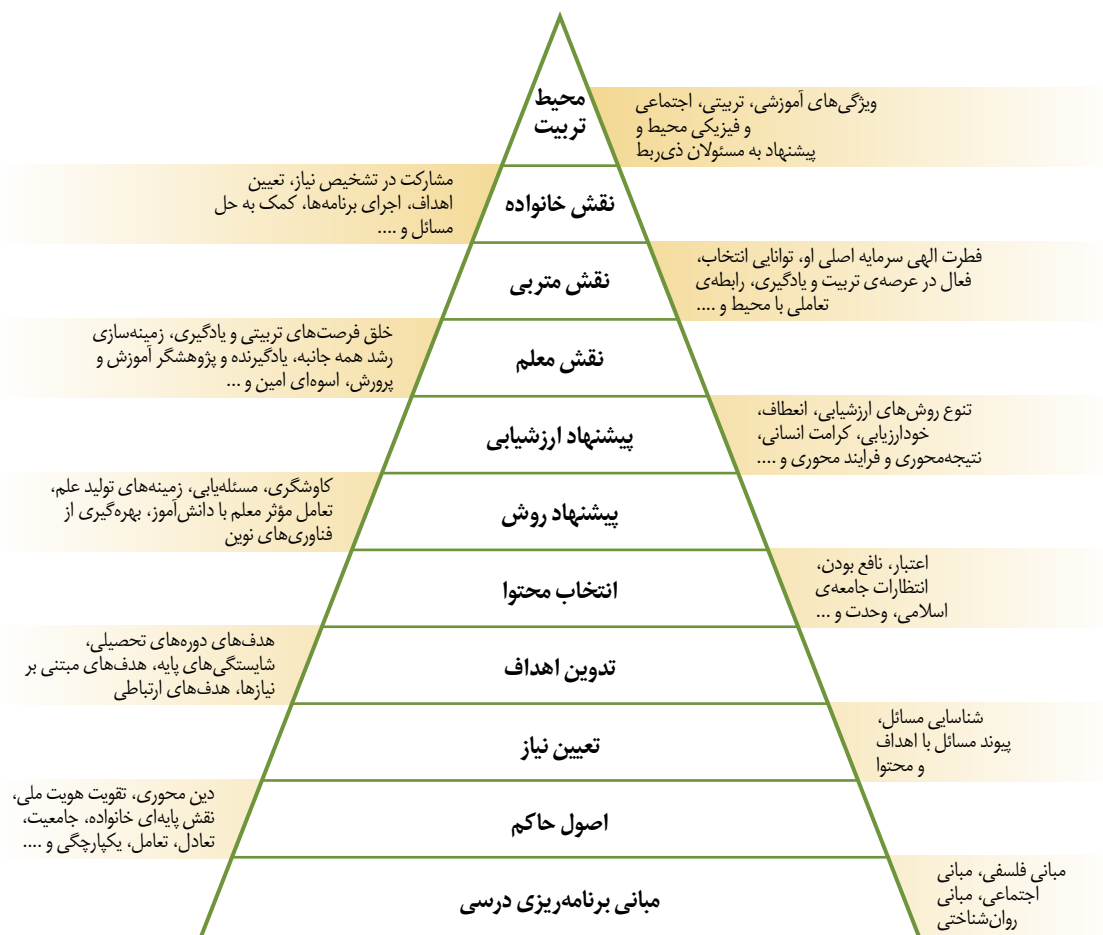 محیط
تربیت
ویژگی‌های آموزشی، تربیتی، اجتماعی
و فیزیکی محیط و
پیشنهاد به مسئولان ذی‌ربط
نقش خانواده
مشارکت در تشخیص نیاز، تعیین
اهداف، اجرای برنامه‌ها، کمک به حل
مسائل و ....
نقش متربی
فطرت الهی سرمایه اصلی او، توانایی انتخاب،
فعال در عرصه‌ی تربیت و یادگیری، رابطه‌ی
تعاملی با محیط و ....
نقش معلم
خلق فرصت‌های تربیتی و یادگیری، زمینه‌سازی
رشد همه جانبه، یادگیرنده و پژوهشگر آموزش و
پرورش، اسوه‌ای امین و ...
پیشنهاد ارزشیابی
تنوع روش‌های ارزشیابی، انعطاف،
خودارزیابی، کرامت انسانی،
نتیجه‌محوری و فرایند محوری و ....
پیشنهاد روش
کاوشگری، مسئله‌یابی، زمینه‌های تولید علم،
تعامل مؤثر معلم با دانش‌آموز، بهره‌گیری از
فناوری‌های نوین
انتخاب محتوا
اعتبار، نافع بودن،
انتظارات جامعه‌ی
اسلامی، وحدت و ...
تدوین اهداف
هدف‌های دوره‌های تحصیلی،
شایستگی‌های پایه، هدف‌های مبتنی بر
نیازها، هدف‌های ارتباطی
تعیین نیاز
شناسایی مسائل،
پیوند مسائل با اهداف
و محتوا
اصول حاکم
دین محوری، تقویت هویت ملی،
نقش پایه‌ای خانواده، جامعیت،
تعادل، تعامل، یکپارچگی و ....
مبانی برنامه‌ریزی درسی
مبانی فلسفی، مبانی
اجتماعی، مبانی
روان‌شناختی